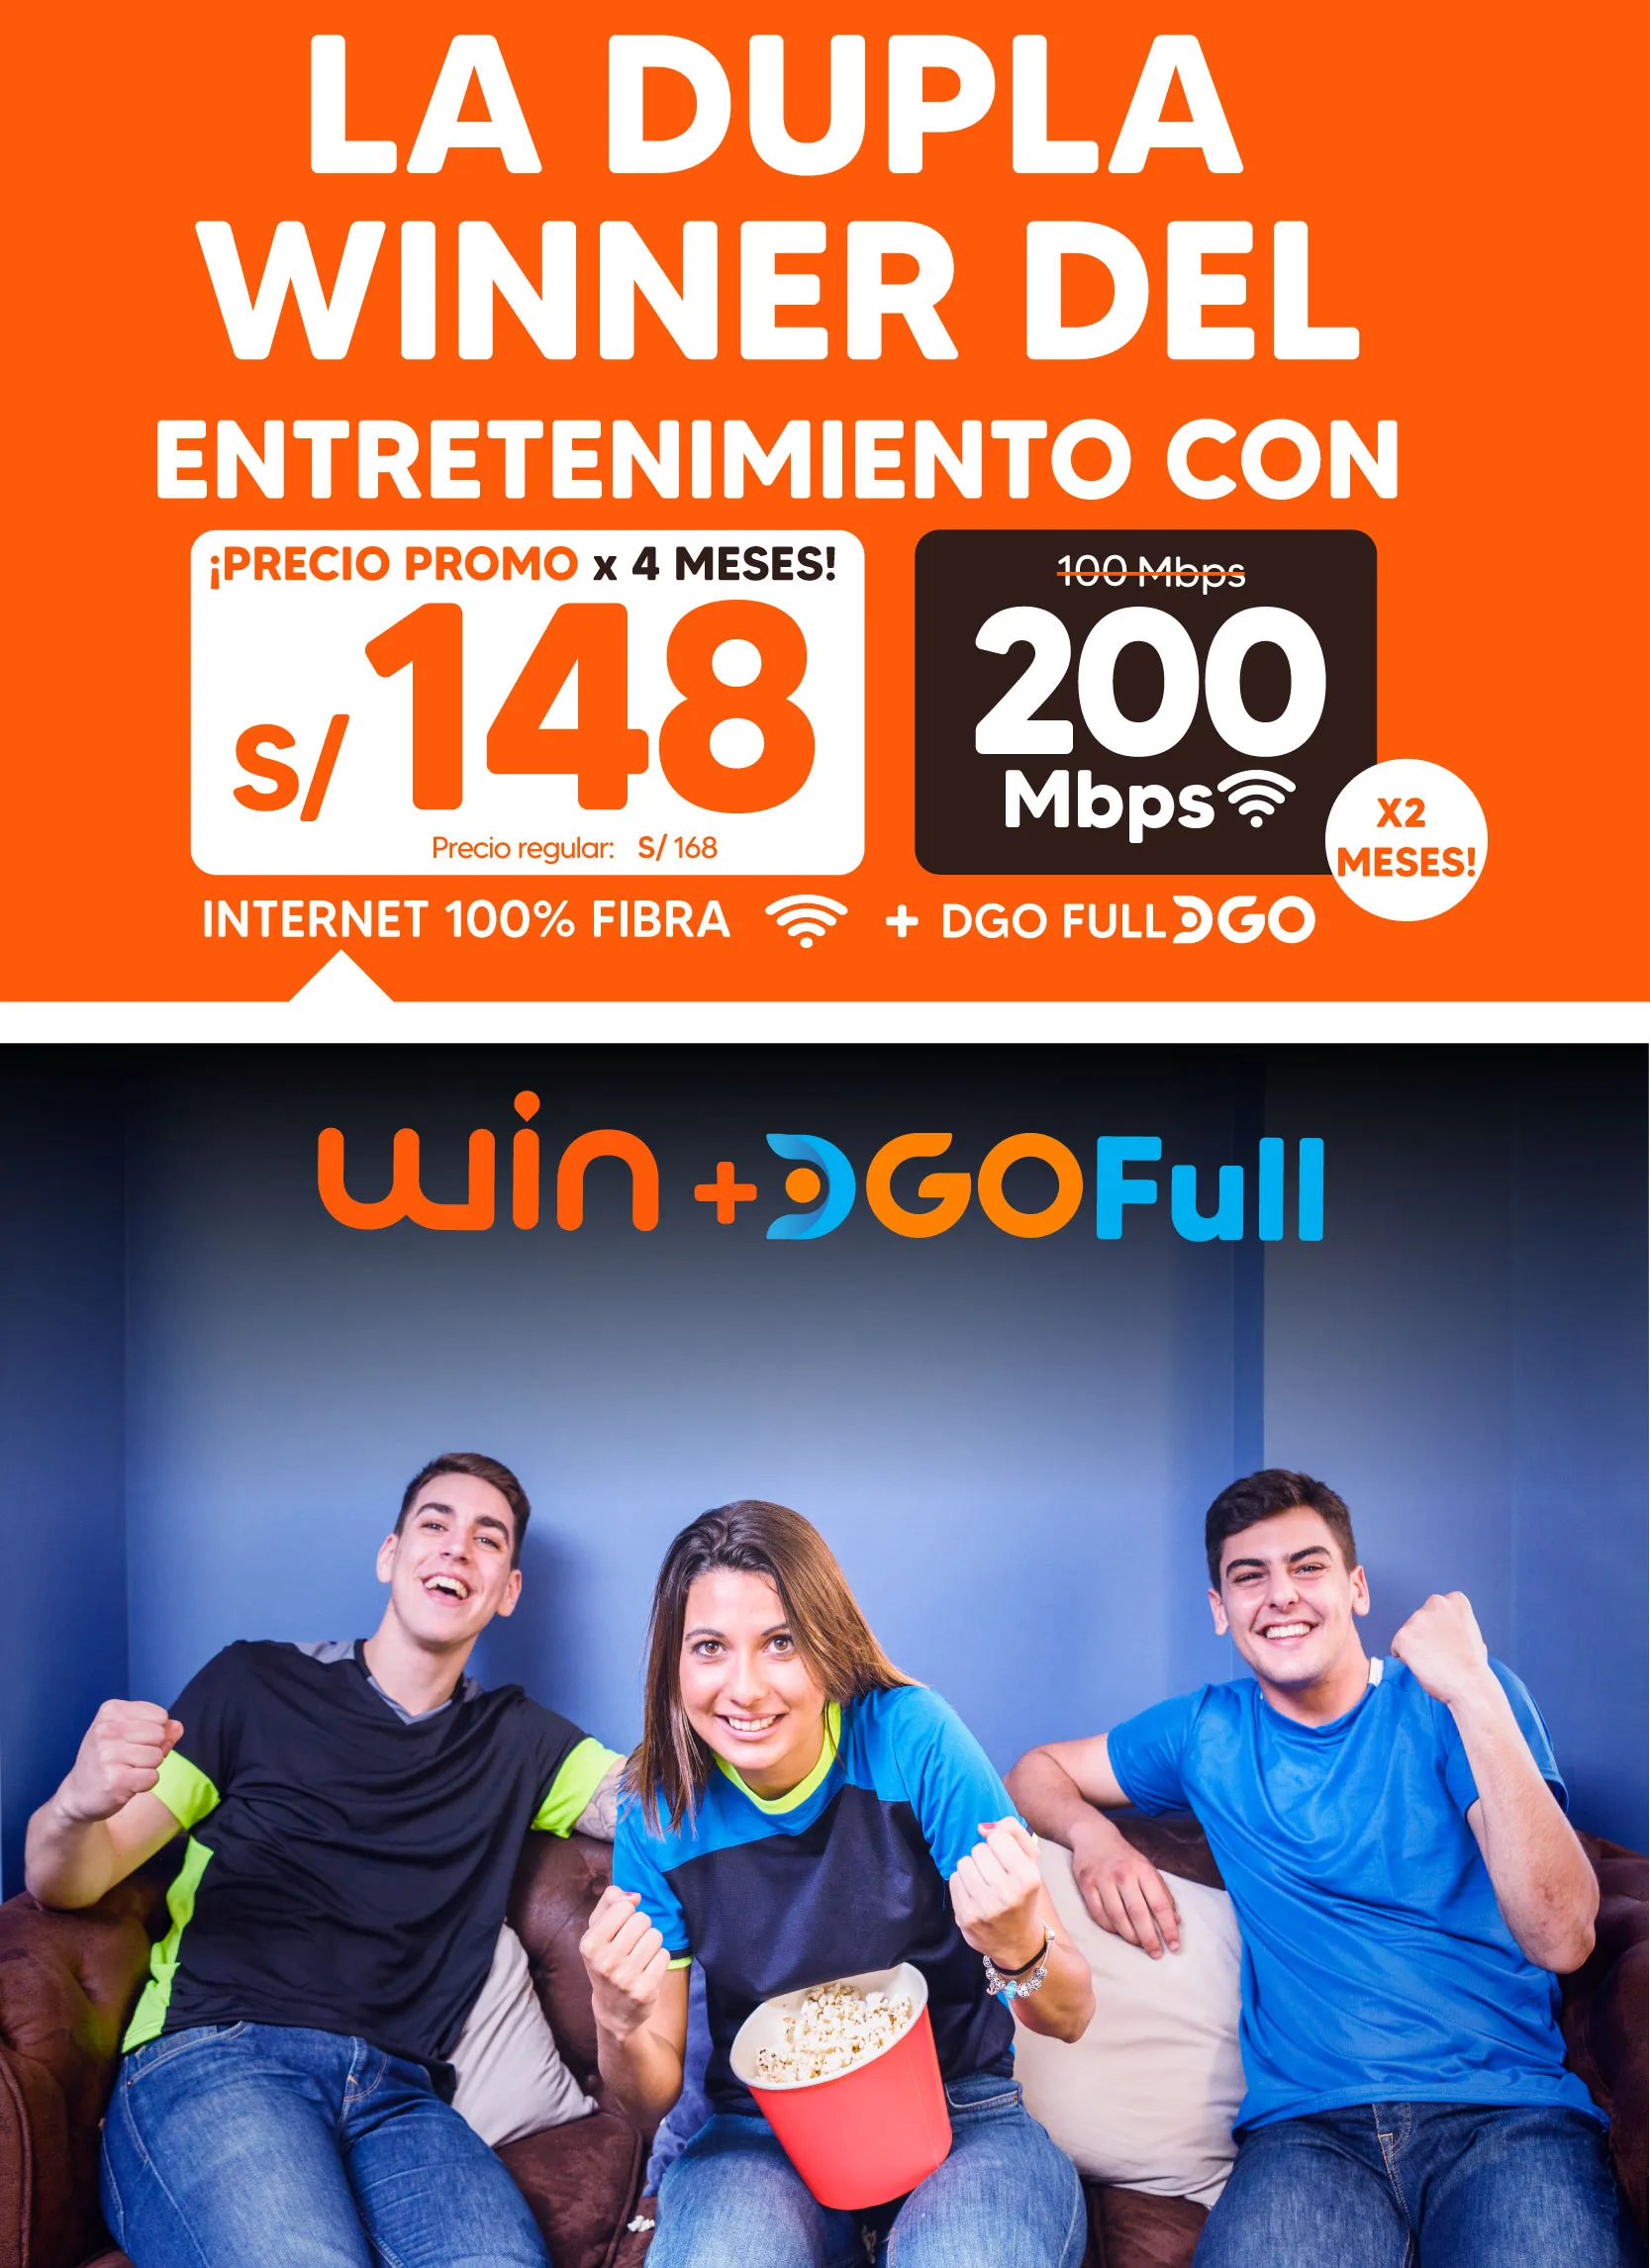 LA DUPLA
WINNER DEL
ENTRETENIMIENTO CON
¡PRECIO PROMO x 4 MESES!
S/148
Precio regular: S/ 168
100 Mbps
200
Mbps
X2
MESES!
INTERNET 100% FIBRA + DGO FULL DGO
win + DGO Full